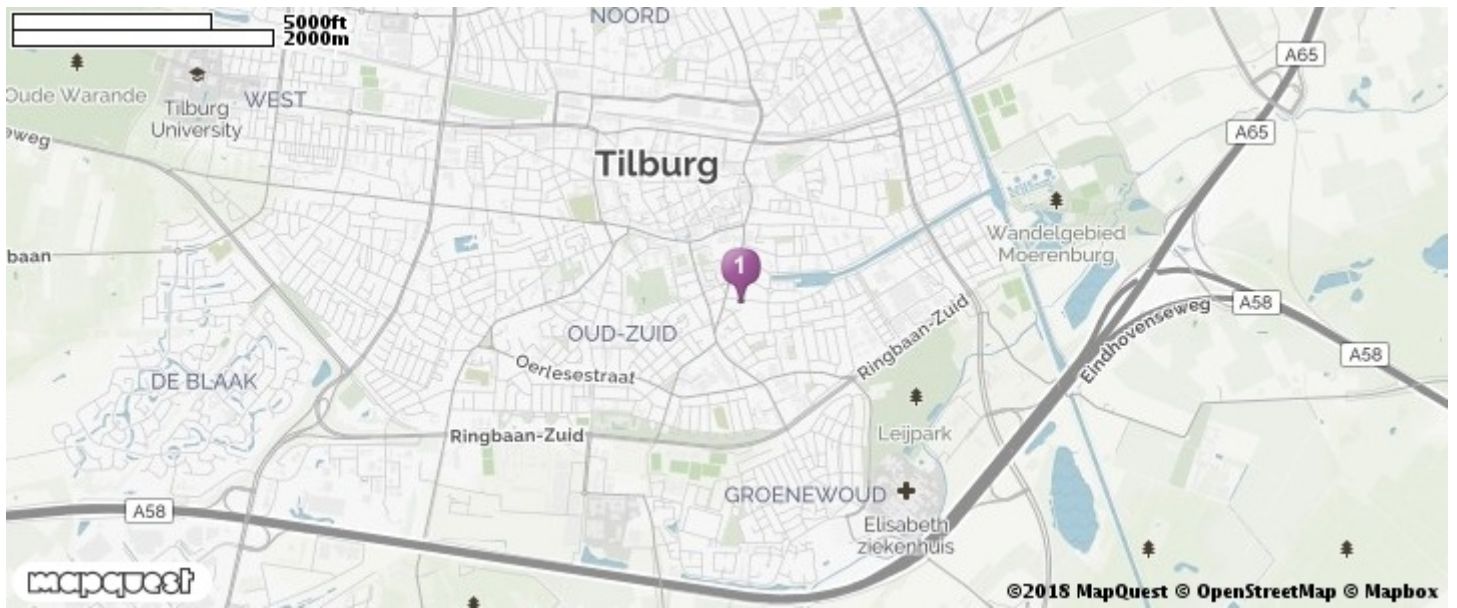 5000ft
2000m
NOORD
A65
Oude Warande
Tilburg
University
WEST
A65
eweg
Tilburg
Wandelgebied
Moerenburg
baan
1
A58
Ringbaan-Zuid
Eindhovenseweg
OUD-ZUID
A58
Oerlesestraat
DE BLAAK
Ringbaan-Zuid
Leijpark
GROENEWOUD
A58
Elisabeth
ziekenhuis
mapquest
©2018 MapQuest © OpenStreetMap © Mapbox